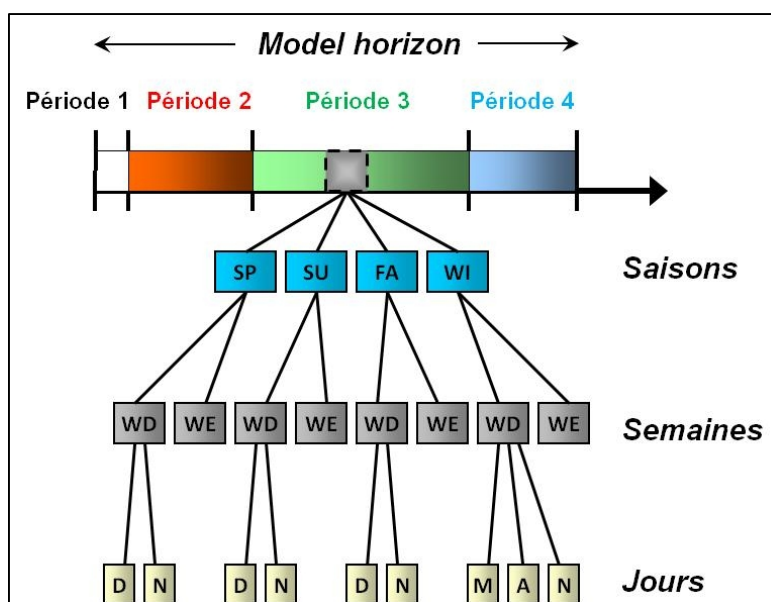 Model horizon
Période 1 Période 2 Période 3 Période 4
SP SU FA WI Saisons
WD WE WD WE WD WE WD WE Semaines
D N D N D N M A N Jours